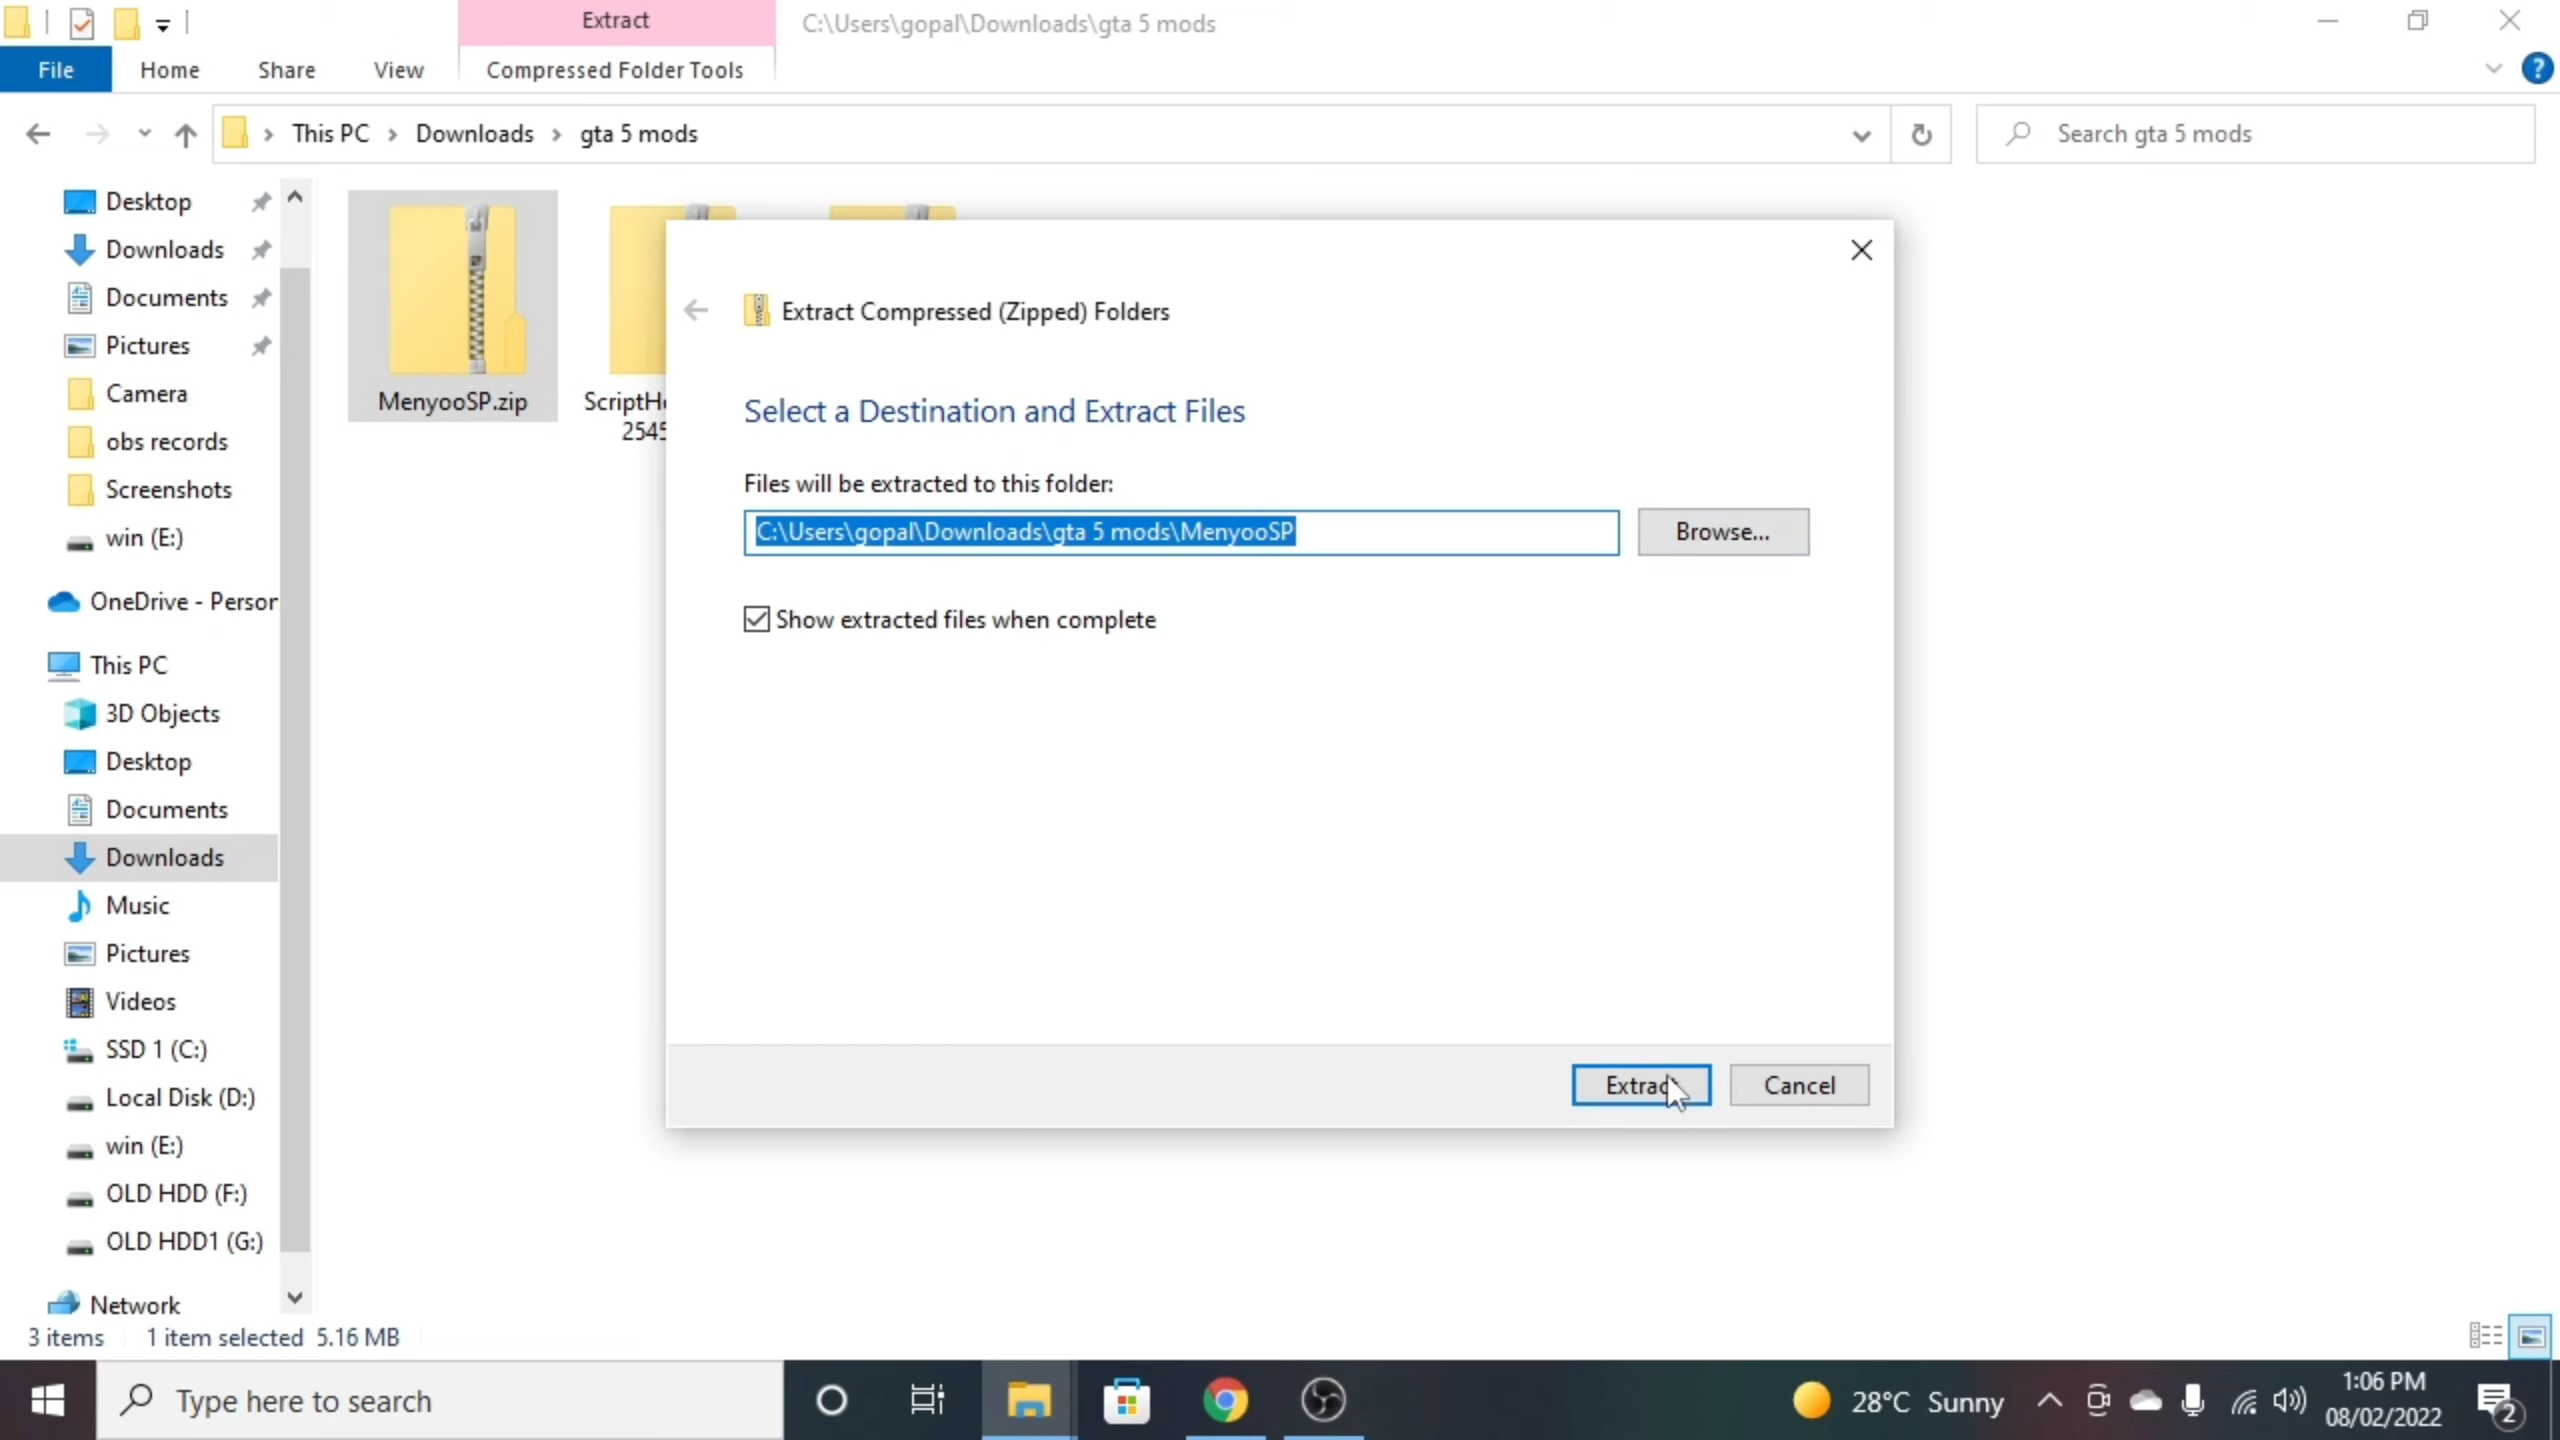 Extract
C:\Users\gopal\Downloads\gta 5 mods
File
Home
Share
View
Compressed Folder Tools
This PC
Downloads
gta 5 mods
Search gta 5 mods
Desktop
Downloads
Documents
Pictures
Camera
obs records
Screenshots
win (E:)
OneDrive - Person
This PC
3D Objects
Desktop
Documents
Downloads
Music
Pictures
Videos
SSD 1 (C:)
Local Disk (D:)
win (E:)
OLD HDD (F:)
OLD HDD1 (G:)
Network
MenyooSP.zip
ScriptHo
2545
Extract Compressed (Zipped) Folders
Select a Destination and Extract Files
Files will be extracted to this folder:
C:\Users\gopal\Downloads\gta 5 mods\MenyooSP
Browse...
Show extracted files when complete
Extract
Cancel
3 items
1 item selected 5.16 MB
Type here to search
28°C Sunny
1:06 PM
08/02/2022
2